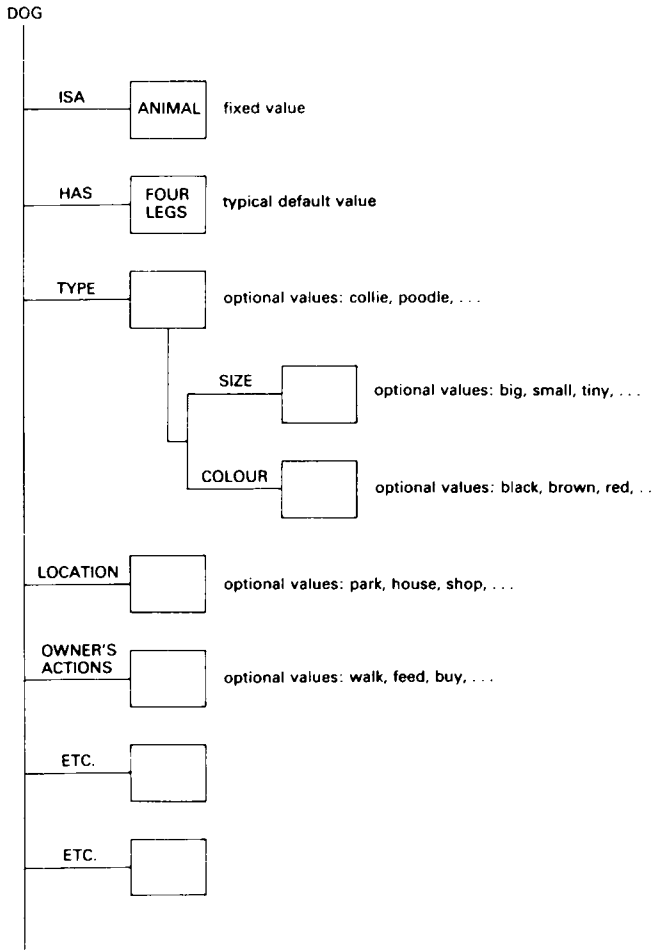 DOG
ISA
ANIMAL
fixed value
HAS
FOUR
LEGS
typical default value
TYPE
optional values: collie, poodle, . . .
SIZE
optional values: big, small, tiny, . . .
COLOUR
optional values: black, brown, red, . .
LOCATION
optional values: park, house, shop, . . .
OWNER'S
ACTIONS
optional values: walk, feed, buy, . . .
ETC.
ETC.